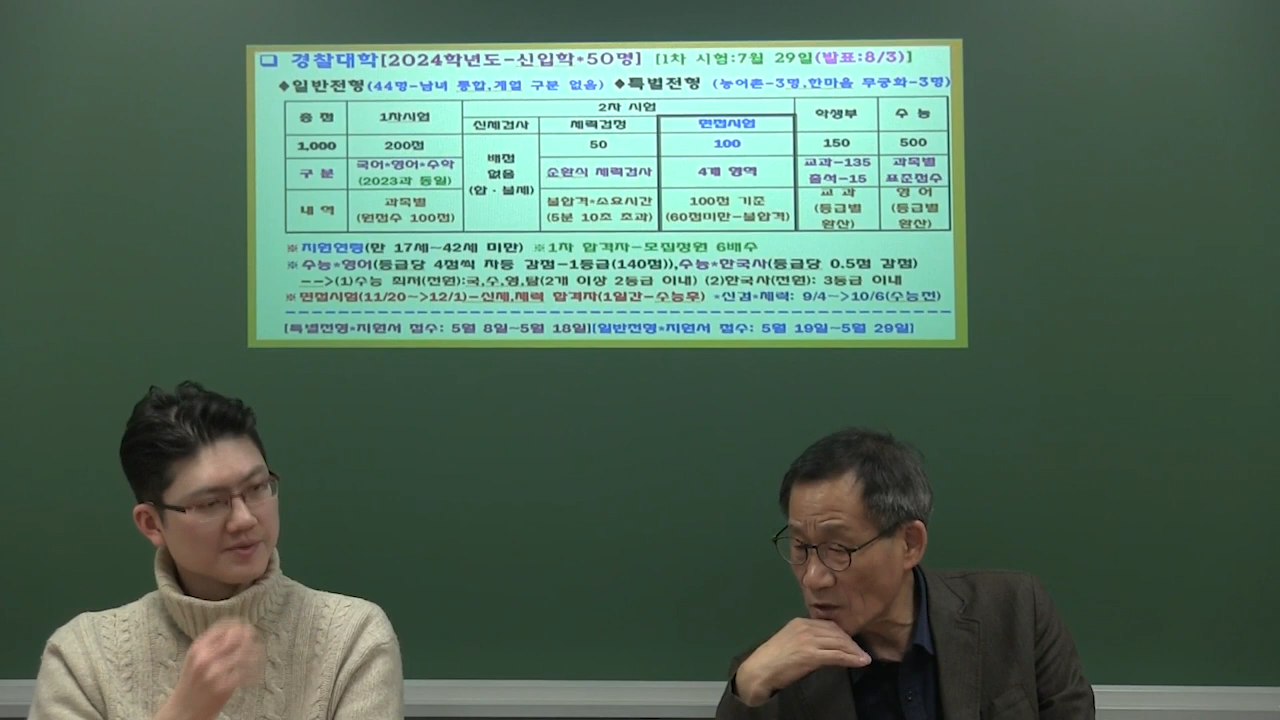 ❏ 경찰대학[2024학년도-신입학*50명] [1차 시험:7월 29일(발표:8/3)]
◆일반전형(44명-남녀 통합,계열 구분 없음) ◆특별전형 (농어촌-3명,한마음 무궁화-3명)
총 점 1차시험 2차 시험 학생부 수 능
신체검사 체력검정 면접시험
1,000 200점 배점 없음 (합·불제) 50 100 150 500
구 분 국어*영어*수학 (2023과 동일) 순환식 체력검사 4개 영역 교과-135 출석-15 과목별 표준점수
내 역 과목별 (원점수 100점) 불합격*소요시간 (5분 10초 초과) 100점 기준 (60점미만-불합격) 교 과 (등급별 환산) 영 어 (등급별 환산)
※지원연령(만 17세~42세 미만) ※1차 합격자-모집정원 6배수
※수능*영어(등급당 4점씩 차등 감점-1등급(140점)),수능*한국사(등급당 0.5점 감점)
-->(1)수능 최저(전원):국,수,영,탐(2개 이상 2등급 이내) (2)한국사(전원): 3등급 이내
※면접시험(11/20~>12/1)-신체,체력 합격자(1일간-수능후) *신검*체력: 9/4~>10/6(수능전)
[특별전형*지원서 접수: 5월 8일~5월 18일][일반전형*지원서 접수: 5월 19일~5월 29일]